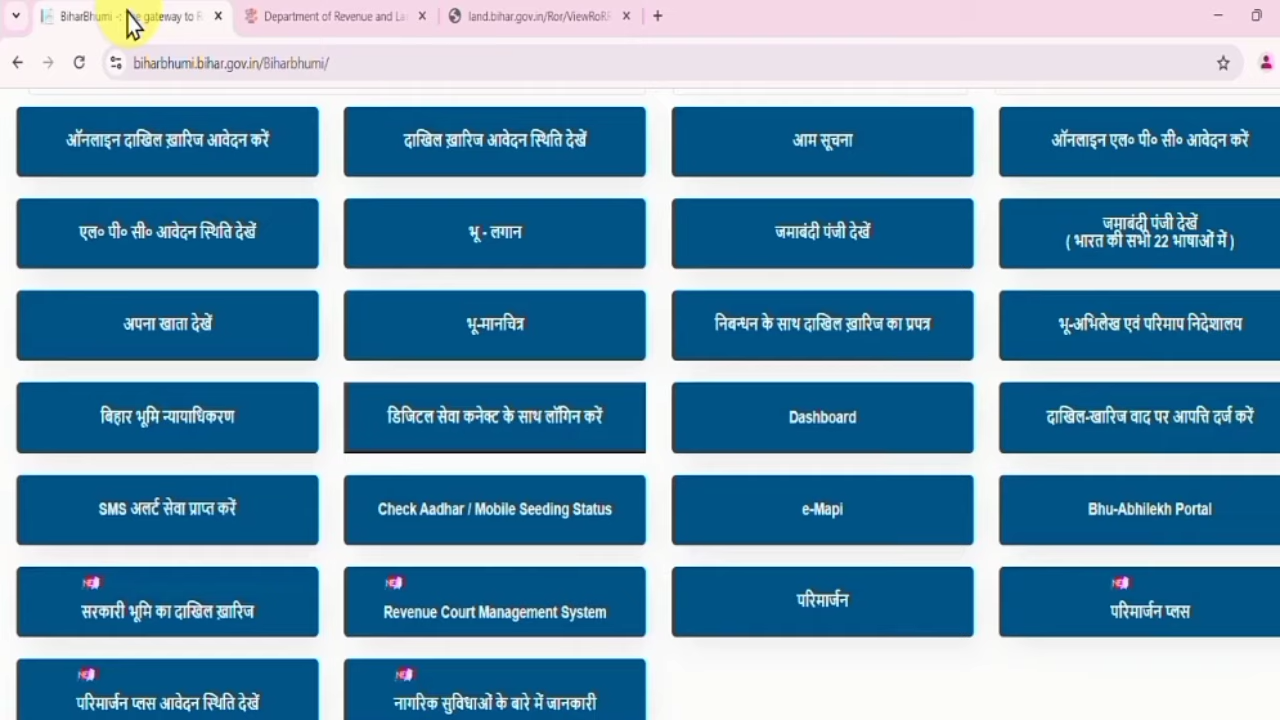 BiharBhumi -: The gateway to R
Department of Revenue and La
land.bihar.gov.in/Ror/ViewRoRF
biharbhumi.bihar.gov.in/Biharbhumi/
ऑनलाइन दाखिल ख़ारिज आवेदन करें
दाखिल ख़ारिज आवेदन स्थिति देखें
आम सूचना
ऑनलाइन एल० पी० सी० आवेदन करें
एल० पी० सी० आवेदन स्थिति देखें
भू - लगान
जमाबंदी पंजी देखें
जमाबंदी पंजी देखें
( भारत की सभी 22 भाषाओं में )
अपना खाता देखें
भू-मानचित्र
निबन्धन के साथ दाखिल ख़ारिज का प्रपत्र
भू-अभिलेख एवं परिमाप निदेशालय
बिहार भूमि न्यायाधिकरण
डिजिटल सेवा कनेक्ट के साथ लॉगिन करें
Dashboard
दाखिल-खारिज वाद पर आपत्ति दर्ज करें
SMS अलर्ट सेवा प्राप्त करें
Check Aadhar / Mobile Seeding Status
e-Mapi
Bhu-Abhilekh Portal
सरकारी भूमि का दाखिल ख़ारिज
Revenue Court Management System
परिमार्जन
परिमार्जन प्लस
परिमार्जन प्लस आवेदन स्थिति देखें
नागरिक सुविधाओं के बारे में जानकारी